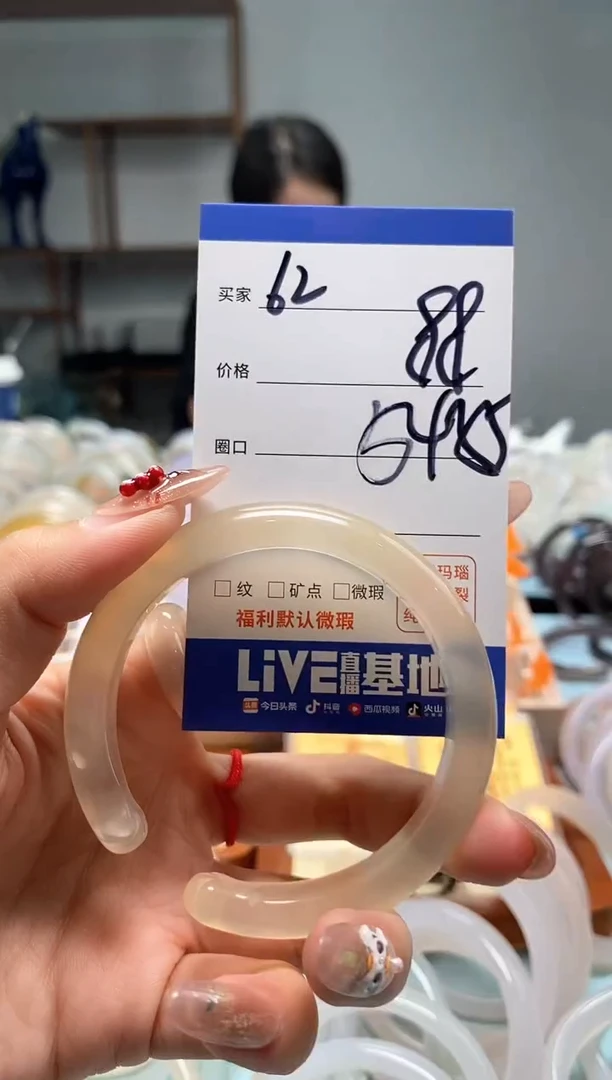 买家 62
价格 88
圈口
玛瑙
裂
□纹 □矿点 □微瑕
福利默认微瑕
LiVE直播基地
今日头条 抖音 西瓜视频 火山